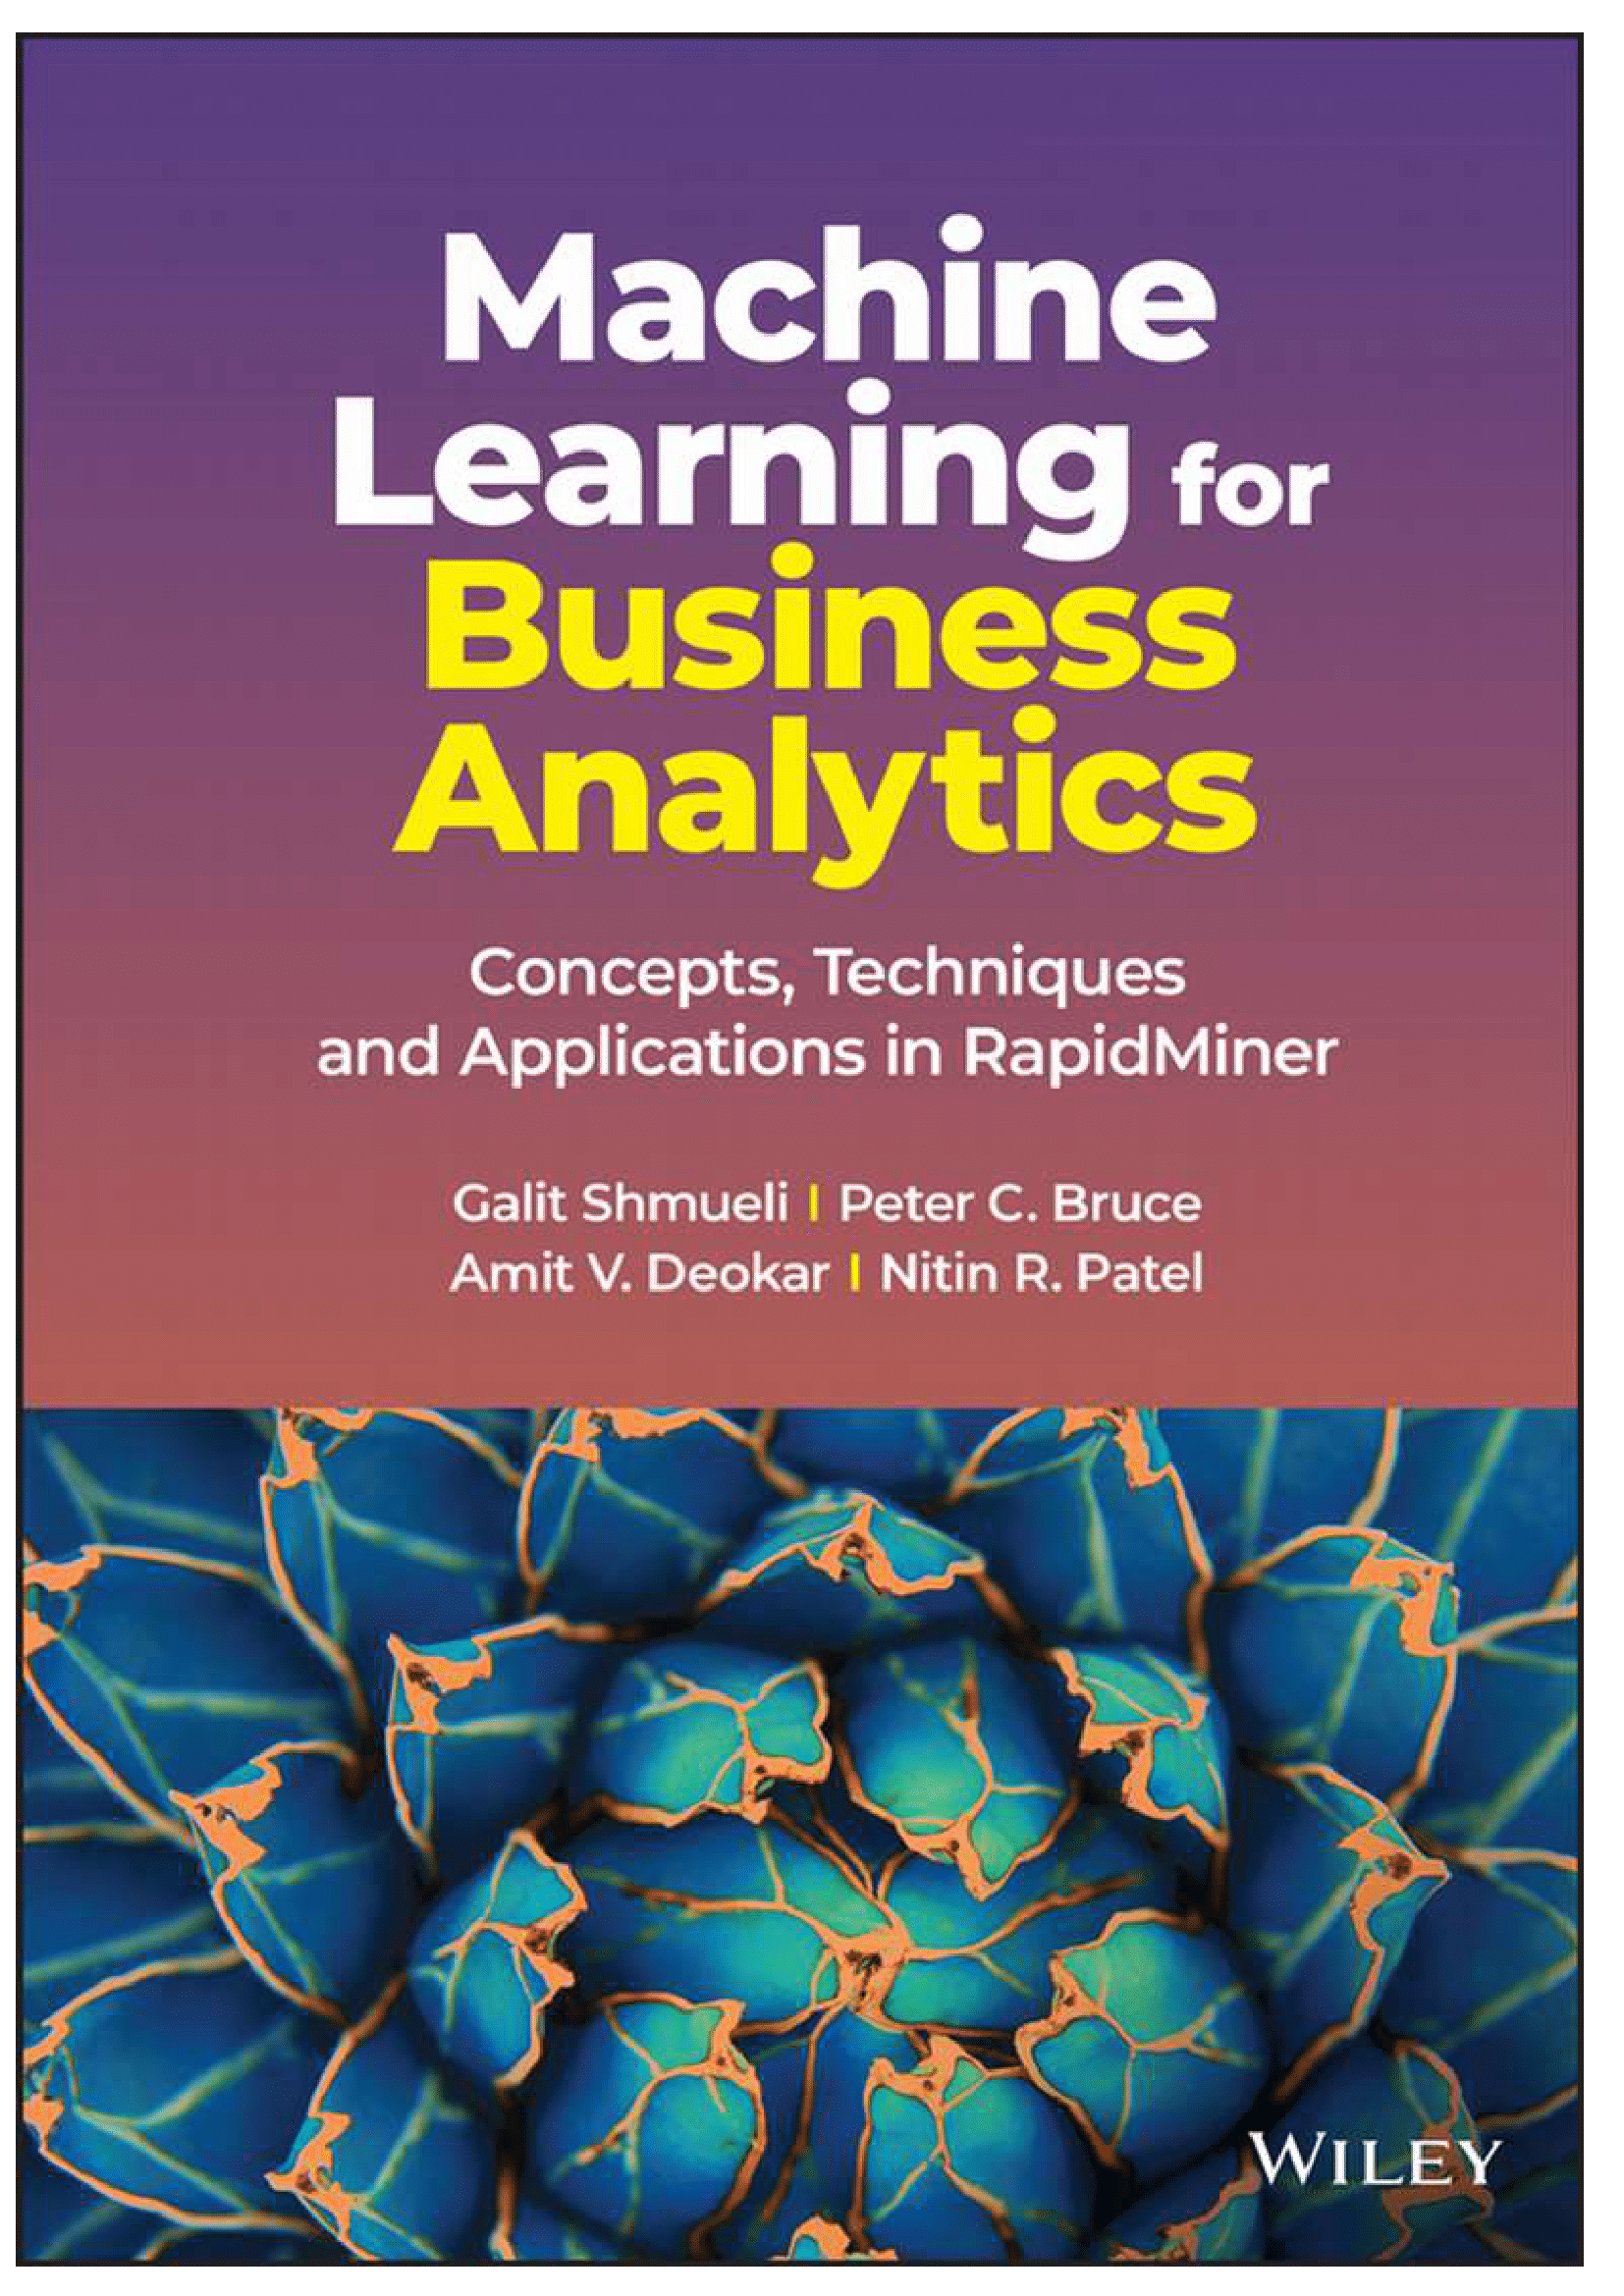 Machine
Learning for
Business
Analytics
Concepts, Techniques
and Applications in RapidMiner
Galit Shmueli | Peter C. Bruce
Amit V. Deokar | Nitin R. Patel
WILEY